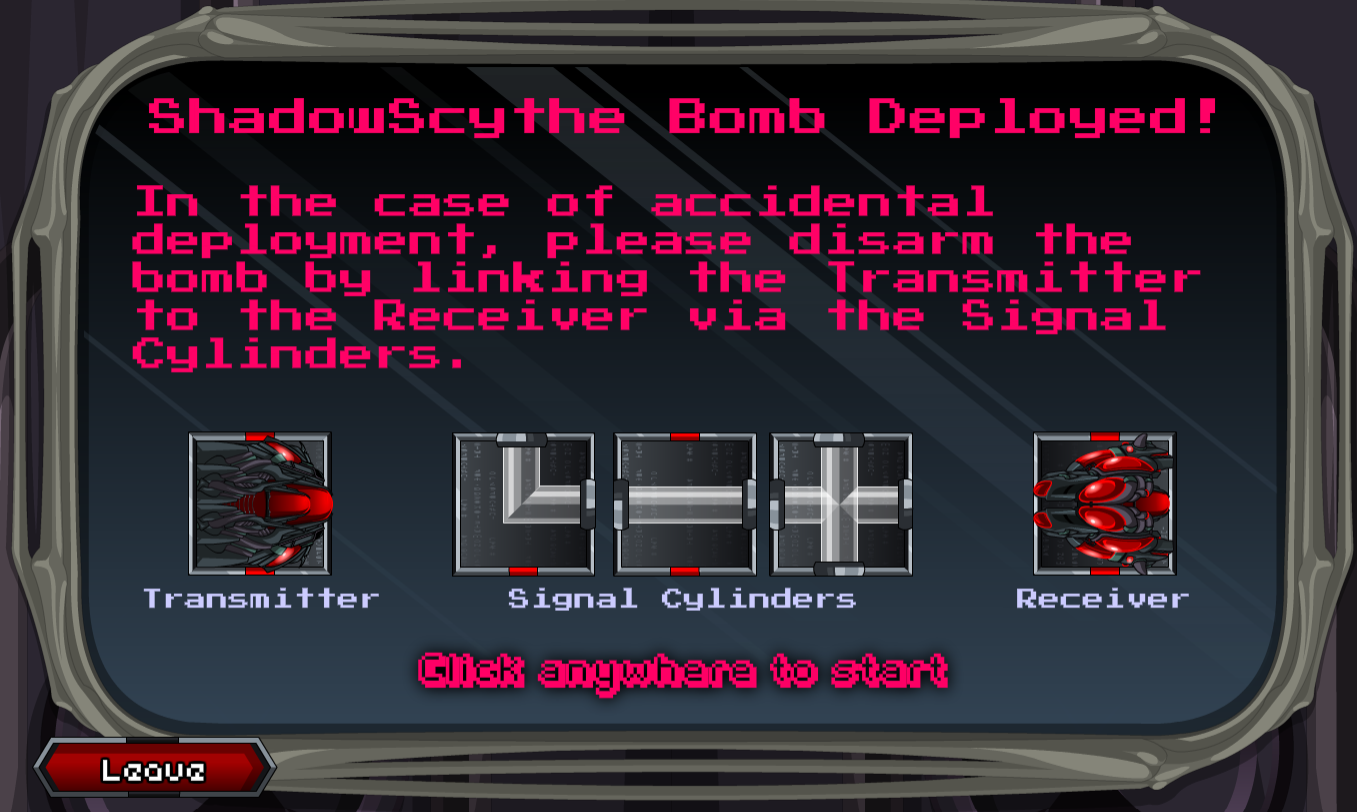 ShadowScythe Bomb Deployed!
In the case of accidental
deployment, please disarm the
bomb by linking the Transmitter
to the Receiver via the Signal
Cylinders.
Transmitter
Signal Cylinders
Receiver
Click anywhere to start
Leave